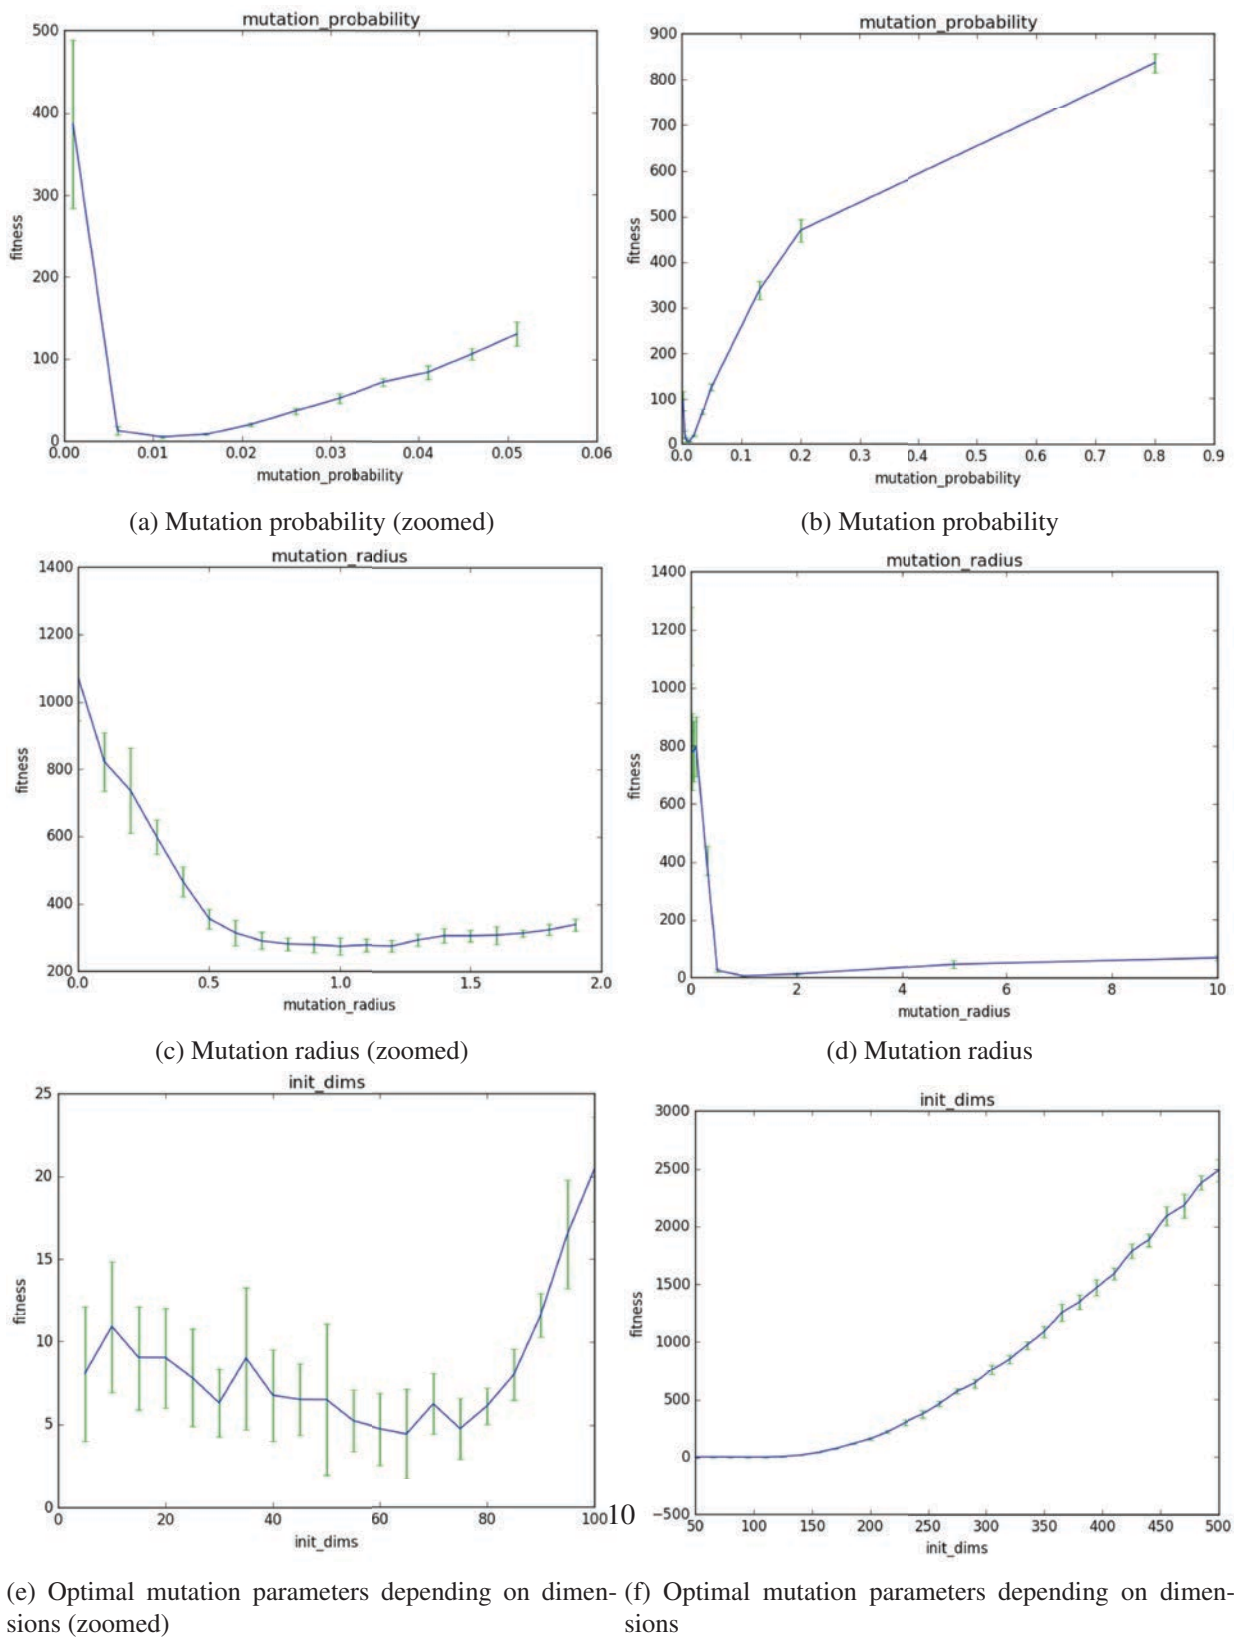 mutation_probability
500
400
300
200
100
0
0.00 0.01 0.02 0.03 0.04 0.05 0.06
fitness
mutation_probability
(a) Mutation probability (zoomed)
mutation_probability
900
800
700
600
500
400
300
200
100
0
0.0 0.1 0.2 0.3 0.4 0.5 0.6 0.7 0.8 0.9
fitness
mutation_probability
(b) Mutation probability
mutation_radius
1400
1200
1000
800
600
400
200
0.0 0.5 1.0 1.5 2.0
fitness
mutation_radius
(c) Mutation radius (zoomed)
mutation_radius
1400
1200
1000
800
600
400
200
0
0 2 4 6 8 10
fitness
mutation_radius
(d) Mutation radius
init_dims
25
20
15
10
5
0
0 20 40 60 80 100
fitness
init_dims
(e) Optimal mutation parameters depending on dimen-
sions (zoomed)
10
init_dims
3000
2500
2000
1500
1000
500
0
−500
50 100 150 200 250 300 350 400 450 500
fitness
init_dims
(f) Optimal mutation parameters depending on dimen-
sions